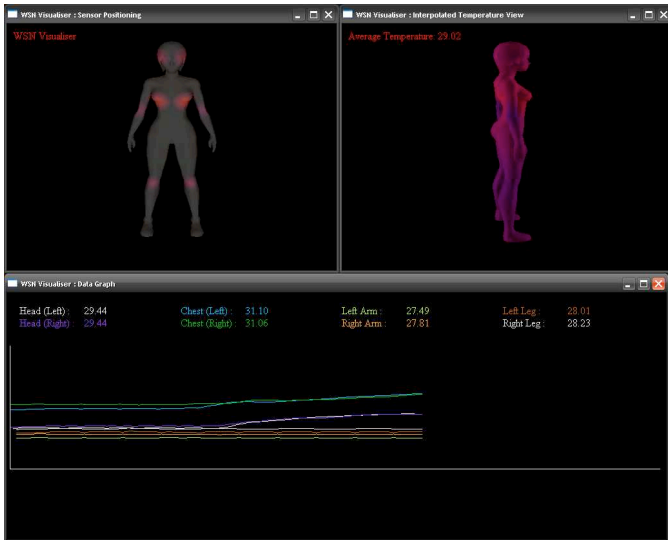 WSN Visualiser : Sensor Positioning
WSN Visualiser
WSN Visualiser : Interpolated Temperature View
Average Temperature: 29.02
WSN Visualiser : Data Graph
Head (Left) : 29.44 Chest (Left) : 31.10 Left Arm : 27.49 Left Leg : 28.01
Head (Right) : 29.44 Chest (Right) : 31.06 Right Arm : 27.81 Right Leg : 28.23